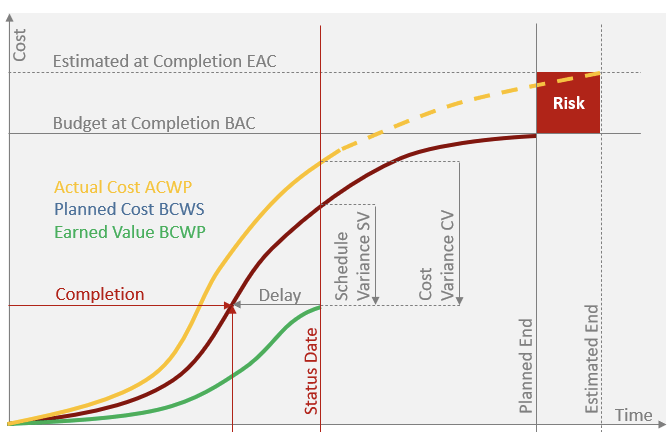 Cost
Estimated at Completion EAC
Risk
Budget at Completion BAC
Actual Cost ACWP
Planned Cost BCWS
Earned Value BCWP
Schedule
Variance SV
Cost
Variance CV
Completion
Delay
Status Date
Planned End
Estimated End
Time